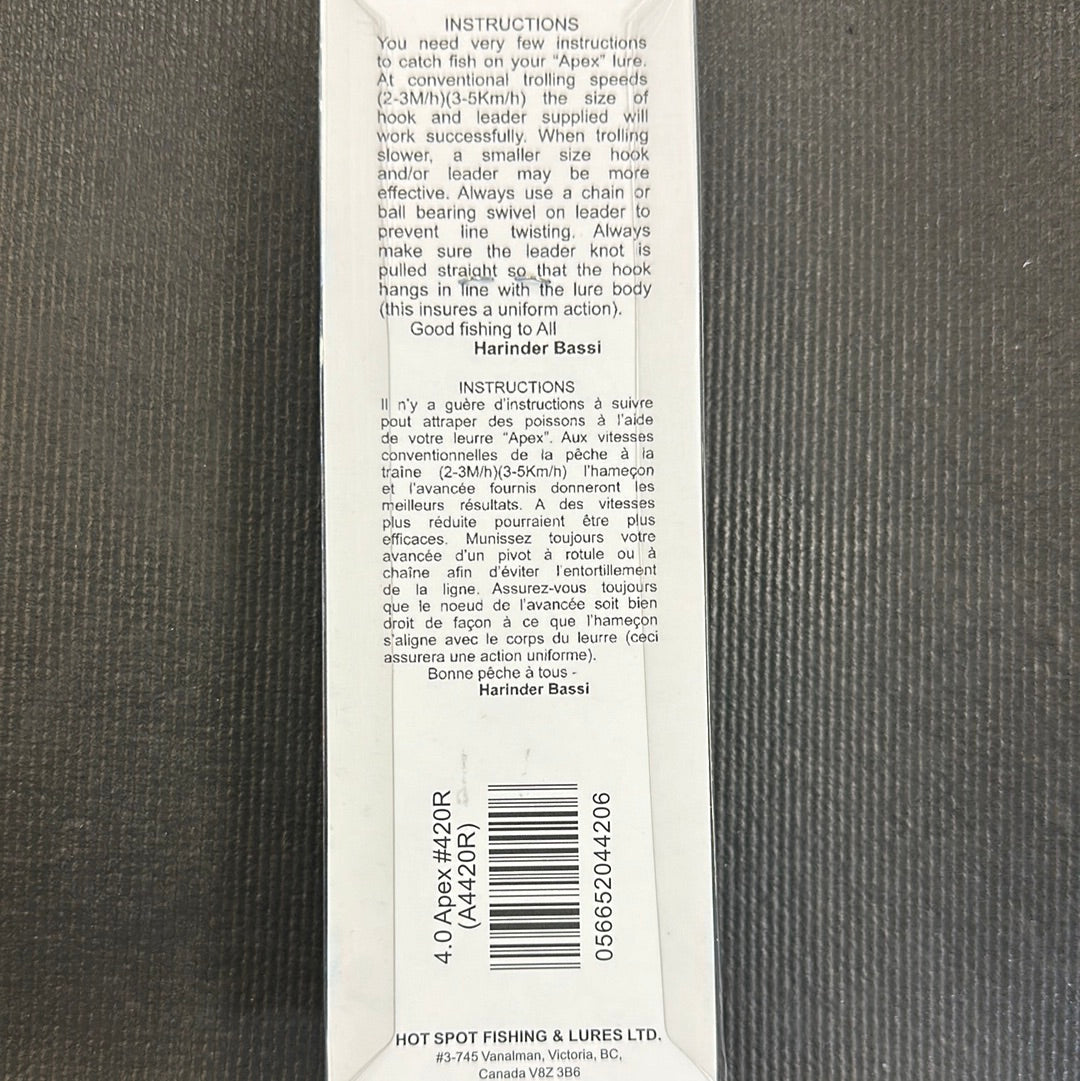 INSTRUCTIONS
You need very few instructions
to catch fish on your "Apex" lure.
At conventional trolling speeds
(2-3M/h)(3-5Km/h) the size of
hook and leader supplied will
work successfully. When trolling
slower, a smaller size hook
and/or leader may be more
effective. Always use a chain or
ball bearing swivel on leader to
prevent line twisting. Always
make sure the leader knot is
pulled straight so that the hook
hangs in line with the lure body
(this insures a uniform action).
Good fishing to All
Harinder Bassi
INSTRUCTIONS
Il n'y a guère d'instructions à suivre
pout attraper des poissons à l'aide
de votre leurre "Apex". Aux vitesses
conventionnelles de la pêche à la
traîne (2-3M/h)(3-5Km/h) l'hameçon
et l'avancée fournis donneront les
meilleurs résultats. A des vitesses
plus réduite pourraient être plus
efficaces. Munissez toujours votre
avancée d'un pivot à rotule ou à
chaîne afin d'éviter l'entortillement
de la ligne. Assurez-vous toujours
que le noeud de l'avancée soit bien
droit de façon à ce que l'hameçon
s'aligne avec le corps du leurre (ceci
assurera une action uniforme).
Bonne pêche à tous -
Harinder Bassi
4.0 Apex #420R
(A4420R)
056652044206
HOT SPOT FISHING & LURES LTD.
#3-745 Vanalman, Victoria, BC,
Canada V8Z 3B6